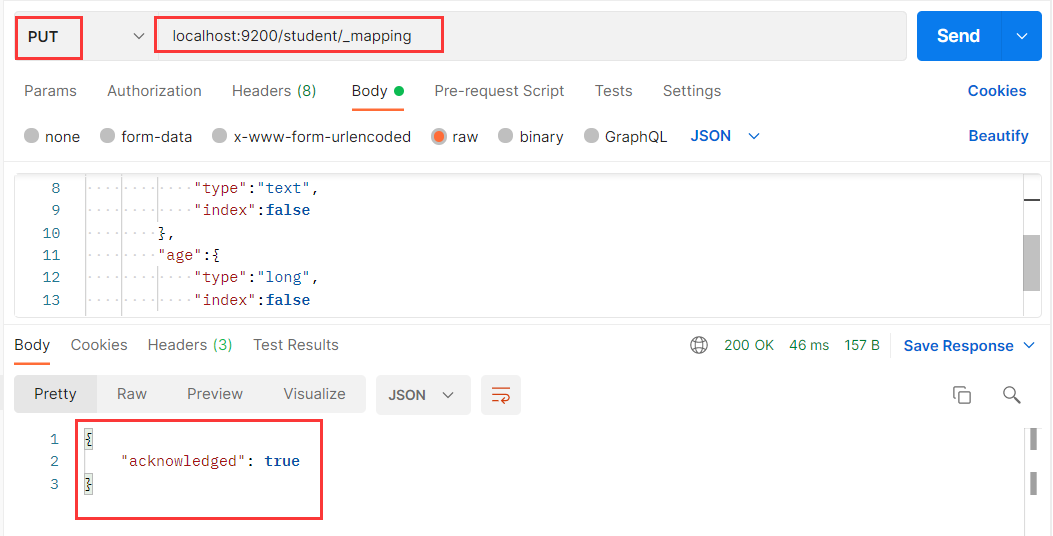 PUT localhost:9200/student/_mapping Send
Params Authorization Headers (8) Body Pre-request Script Tests Settings Cookies
none form-data x-www-form-urlencoded raw binary GraphQL JSON Beautify
8 "type":"text",
9 "index":false
10 },
11 "age":{
12 "type":"long",
13 "index":false
Body Cookies Headers (3) Test Results 200 OK 46 ms 157 B Save Response
Pretty Raw Preview Visualize JSON
1 {
2 "acknowledged": true
3 }